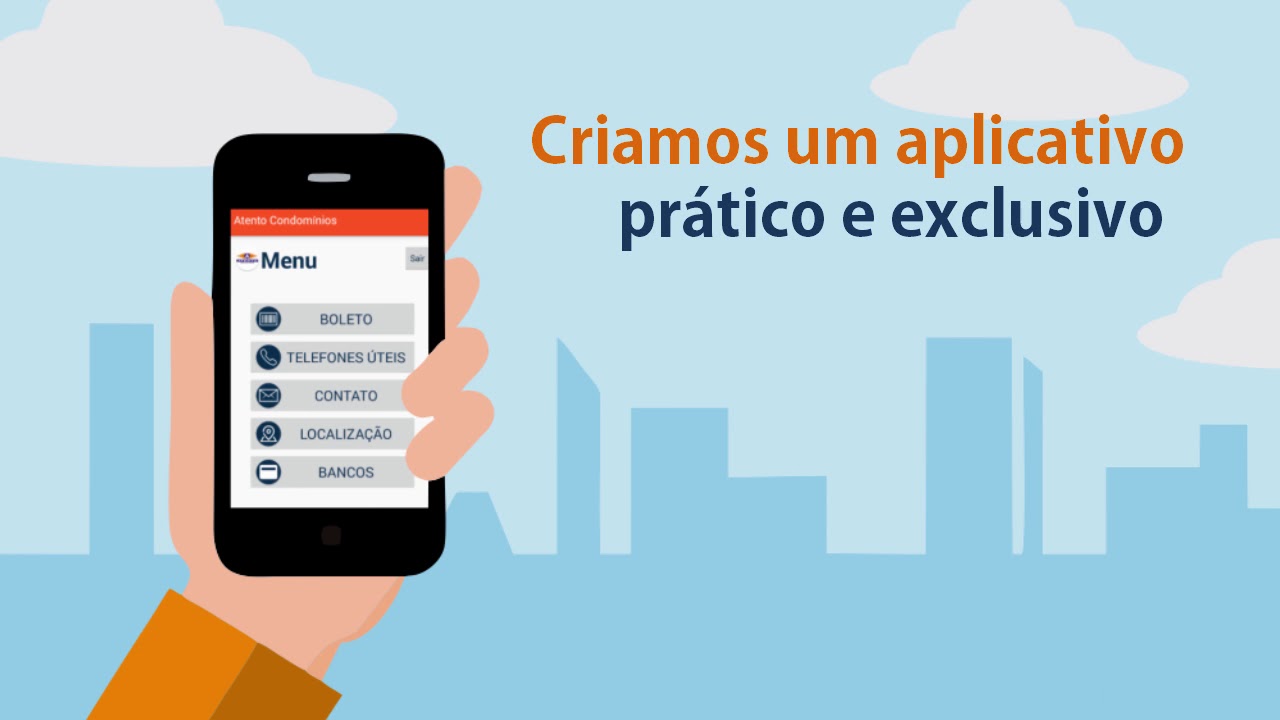 Criamos um aplicativo
prático e exclusivo
Atento Condomínios
Menu
Sair
BOLETO
TELEFONES ÚTEIS
CONTATO
LOCALIZAÇÃO
BANCOS